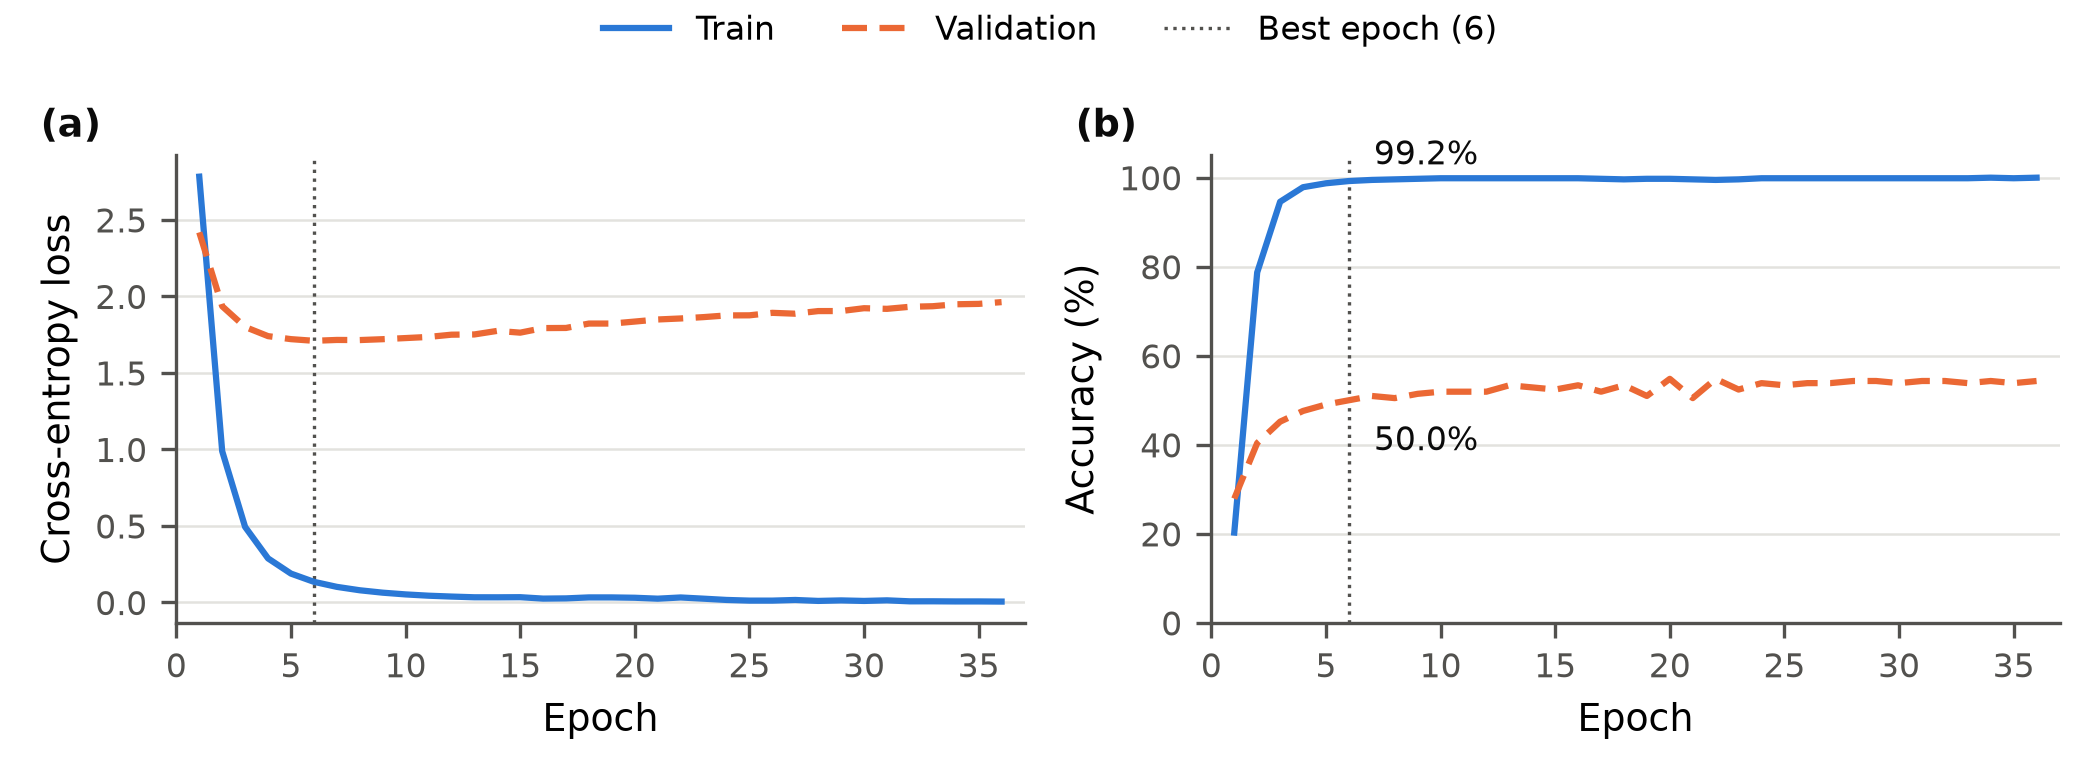 Train Validation Best epoch (6)
(a)
Cross-entropy loss
2.5
2.0
1.5
1.0
0.5
0.0
0 5 10 15 20 25 30 35
Epoch
(b)
Accuracy (%)
99.2%
100
80
60
50.0%
40
20
0
0 5 10 15 20 25 30 35
Epoch